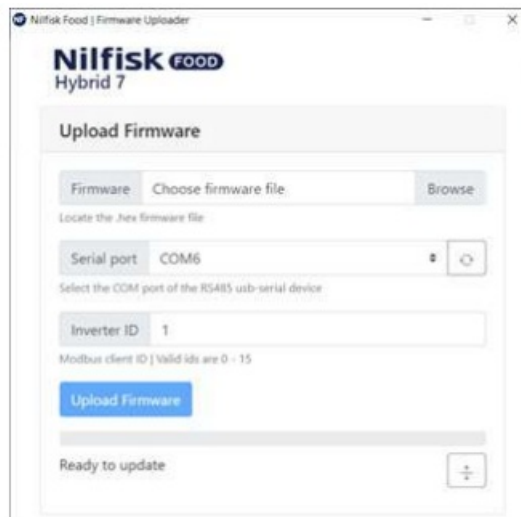 NF Nilfisk Food | Firmware Uploader
Nilfisk FOOD
Hybrid 7
Upload Firmware
Firmware Choose firmware file Browse
Locate the .hex firmware file
Serial port COM6
Select the COM port of the RS485 usb-serial device
Inverter ID 1
Modbus client ID | Valid ids are 0 - 15
Upload Firmware
Ready to update